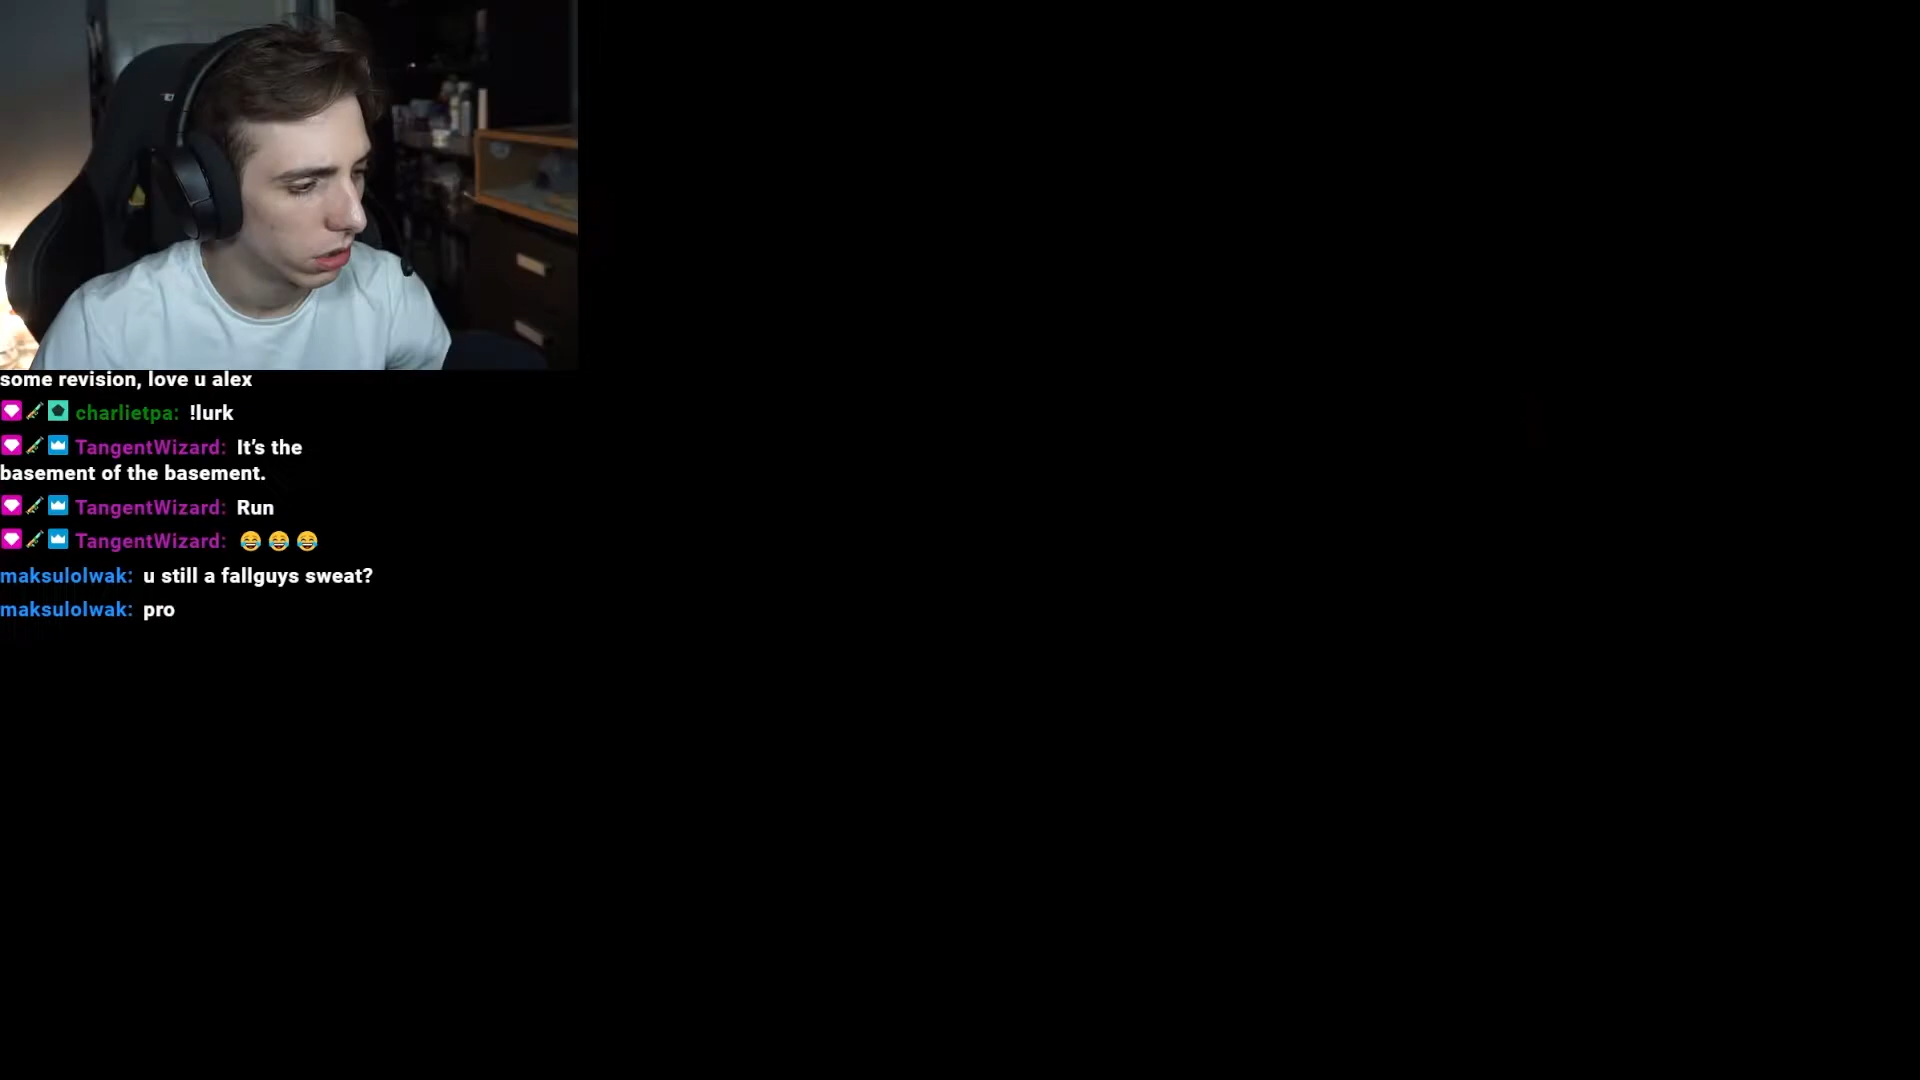 some revision, love u alex
charlietpa: !lurk
TangentWizard: It's the
basement of the basement.
TangentWizard: Run
TangentWizard: 😂 😂 😂
maksulolwak: u still a fallguys sweat?
maksulolwak: pro